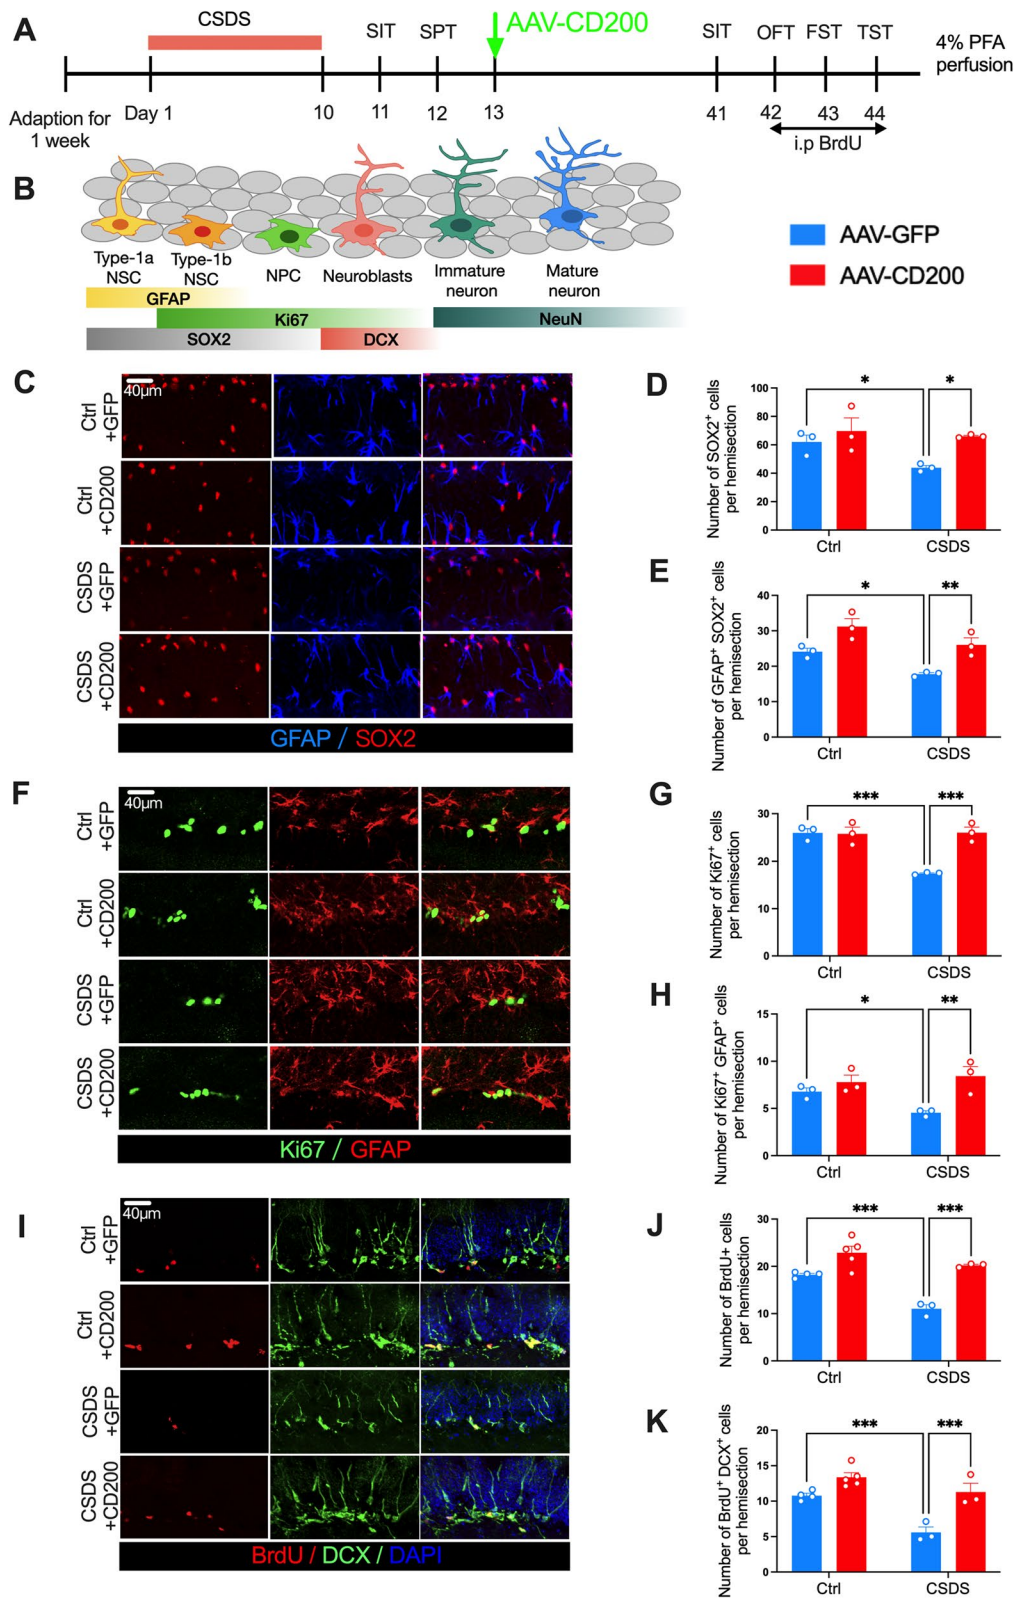 A
CSDS
SIT
SPT
AAV-CD200
SIT
OFT
FST
TST
4% PFA
perfusion
Adaption for
1 week
Day 1
10
11
12
13
41
42
43
44
i.p BrdU
B
Type-1a
NSC
Type-1b
NSC
NPC
Neuroblasts
Immature
neuron
Mature
neuron
GFAP
Ki67
NeuN
SOX2
DCX
AAV-GFP
AAV-CD200
C
40µm
Ctrl
+GFP
Ctrl
+CD200
CSDS
+GFP
CSDS
+CD200
GFAP / SOX2
D
Number of SOX2+ cells
per hemisection
100
80
60
40
20
0
*
*
Ctrl
CSDS
E
Number of GFAP+ SOX2+ cells
per hemisection
40
30
20
10
0
*
**
Ctrl
CSDS
F
40µm
Ctrl
+GFP
Ctrl
+CD200
CSDS
+GFP
CSDS
+CD200
Ki67 / GFAP
G
Number of Ki67+ cells
per hemisection
30
20
10
0
***
***
Ctrl
CSDS
H
Number of Ki67+ GFAP+ cells
per hemisection
15
10
5
0
*
**
Ctrl
CSDS
I
40µm
Ctrl
+GFP
Ctrl
+CD200
CSDS
+GFP
CSDS
+CD200
BrdU / DCX / DAPI
J
Number of BrdU+ cells
per hemisection
30
20
10
0
***
***
Ctrl
CSDS
K
Number of BrdU+ DCX+ cells
per hemisection
20
15
10
5
0
***
***
Ctrl
CSDS